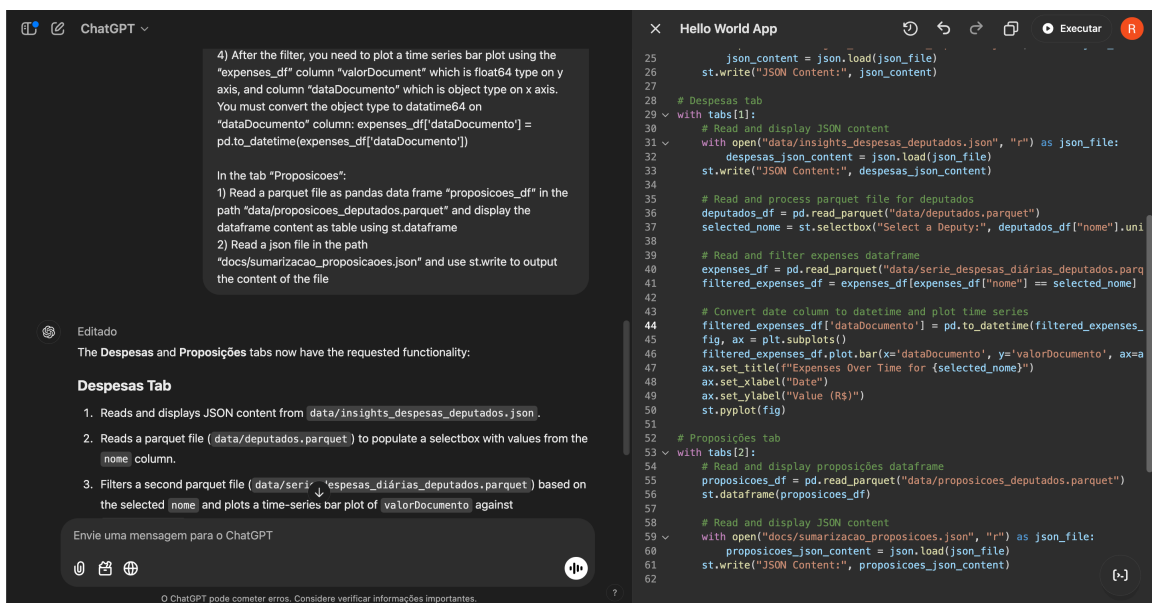 ChatGPT
4) After the filter, you need to plot a time series bar plot using the
“expenses_df” column “valorDocument” which is float64 type on y
axis, and column “dataDocumento” which is object type on x axis.
You must convert the object type to datatime64 on
“dataDocumento” column: expenses_df['dataDocumento'] =
pd.to_datetime(expenses_df['dataDocumento'])
In the tab “Proposicoes”:
1) Read a parquet file as pandas data frame “proposicoes_df” in the
path “data/proposicoes_deputados.parquet” and display the
dataframe content as table using st.dataframe
2) Read a json file in the path
“docs/sumarizacao_proposicaoes.json” and use st.write to output
the content of the file
Editado
The Despesas and Proposições tabs now have the requested functionality:
Despesas Tab
1. Reads and displays JSON content from data/insights_despesas_deputados.json.
2. Reads a parquet file (data/deputados.parquet) to populate a selectbox with values from the
nome column.
3. Filters a second parquet file (data/serie_despesas_diárias_deputados.parquet) based on
the selected nome and plots a time-series bar plot of valorDocumento against
Envie uma mensagem para o ChatGPT
O ChatGPT pode cometer erros. Considere verificar informações importantes.
?
Hello World App
Executar
R
25 json_content = json.load(json_file)
26 st.write("JSON Content:", json_content)
27
28 # Despesas tab
29 with tabs[1]:
30 # Read and display JSON content
31 with open("data/insights_despesas_deputados.json", "r") as json_file:
32 despesas_json_content = json.load(json_file)
33 st.write("JSON Content:", despesas_json_content)
34
35 # Read and process parquet file for deputados
36 deputados_df = pd.read_parquet("data/deputados.parquet")
37 selected_nome = st.selectbox("Select a Deputy:", deputados_df["nome"].uni
38
39 # Read and filter expenses dataframe
40 expenses_df = pd.read_parquet("data/serie_despesas_diárias_deputados.parq
41 filtered_expenses_df = expenses_df[expenses_df["nome"] == selected_nome]
42
43 # Convert date column to datetime and plot time series
44 filtered_expenses_df['dataDocumento'] = pd.to_datetime(filtered_expenses_
45 fig, ax = plt.subplots()
46 filtered_expenses_df.plot.bar(x='dataDocumento', y='valorDocumento', ax=a
47 ax.set_title(f"Expenses Over Time for {selected_nome}")
48 ax.set_xlabel("Date")
49 ax.set_ylabel("Value (R$)")
50 st.pyplot(fig)
51
52 # Proposições tab
53 with tabs[2]:
54 # Read and display proposições dataframe
55 proposicoes_df = pd.read_parquet("data/proposicoes_deputados.parquet")
56 st.dataframe(proposicoes_df)
57
58 # Read and display JSON content
59 with open("docs/sumarizacao_proposicoes.json", "r") as json_file:
60 proposicoes_json_content = json.load(json_file)
61 st.write("JSON Content:", proposicoes_json_content)
62